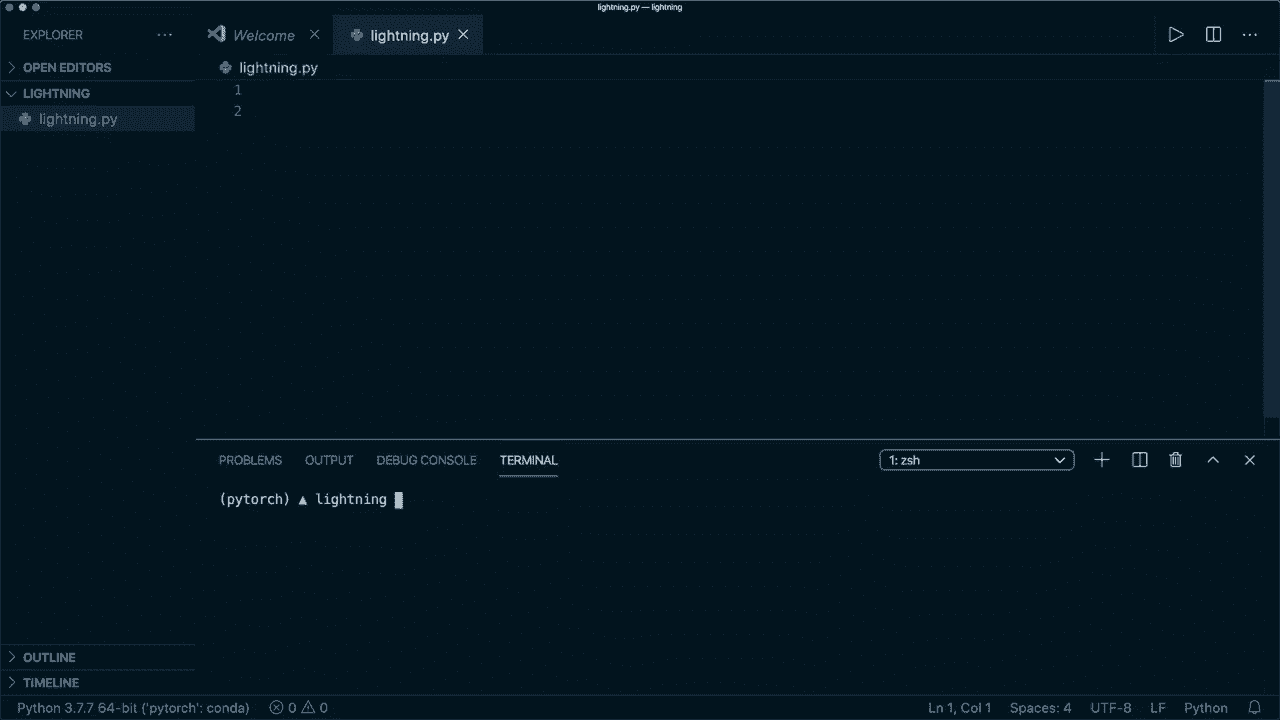 lightning.py — lightning
EXPLORER ···
OPEN EDITORS
LIGHTNING
lightning.py
OUTLINE
TIMELINE
Welcome
lightning.py
lightning.py
1
2
PROBLEMS OUTPUT DEBUG CONSOLE TERMINAL
1: zsh
(pytorch) ▲ lightning
Python 3.7.7 64-bit ('pytorch': conda) 0 0 Ln 1, Col 1 Spaces: 4 UTF-8 LF Python